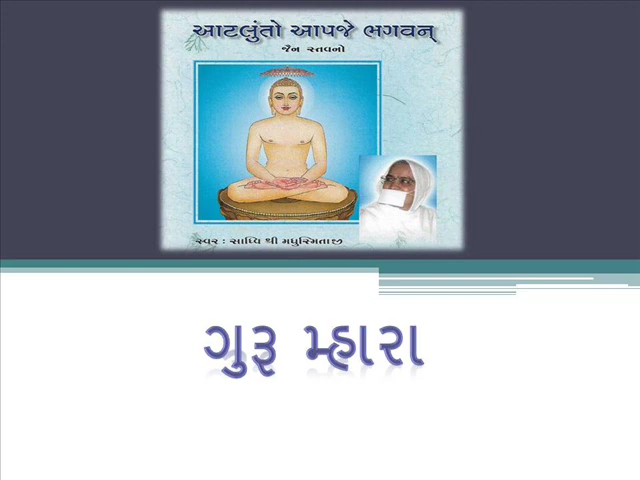 આટલુંતો આપજે ભગવન્
જૈન સ્તવનો
સ્વર : સાધ્વિ શ્રી મધુસ્મિતાજી
ગુરૂ મ્હારા